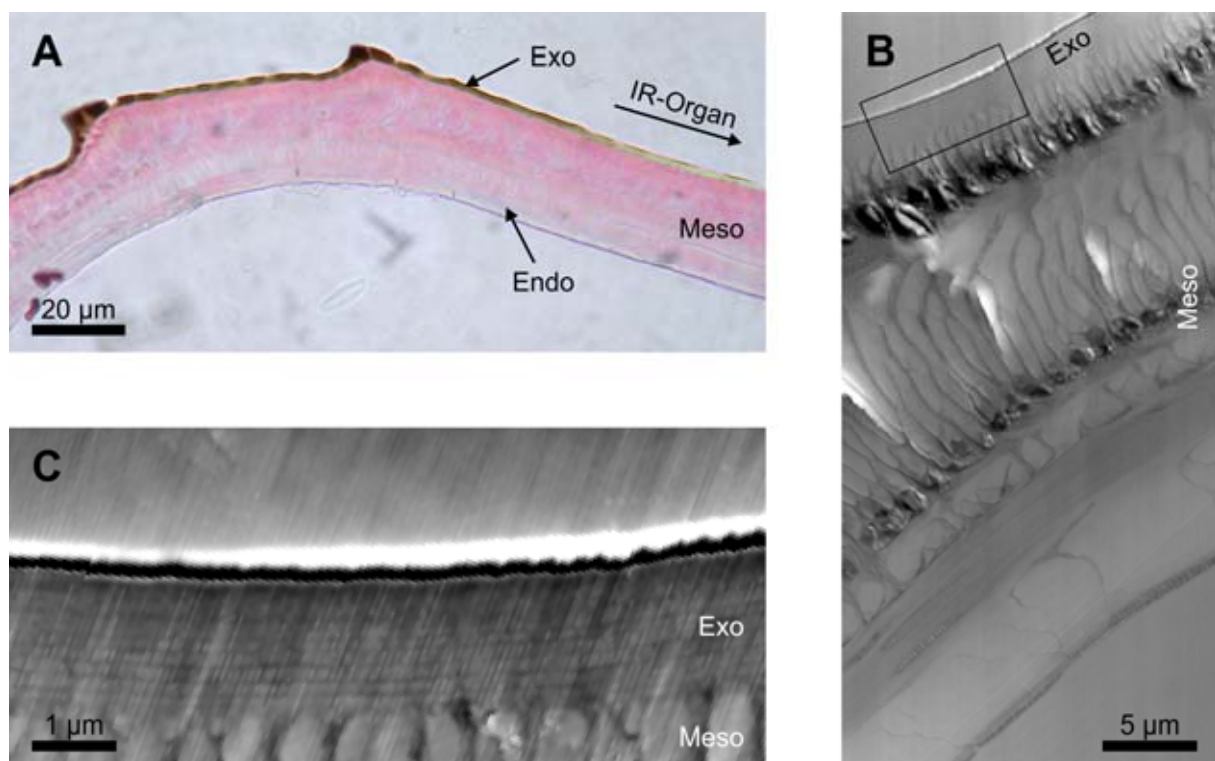 A
Exo
IR-Organ
Meso
Endo
20 µm
B
Exo
Meso
5 µm
C
Exo
Meso
1 µm